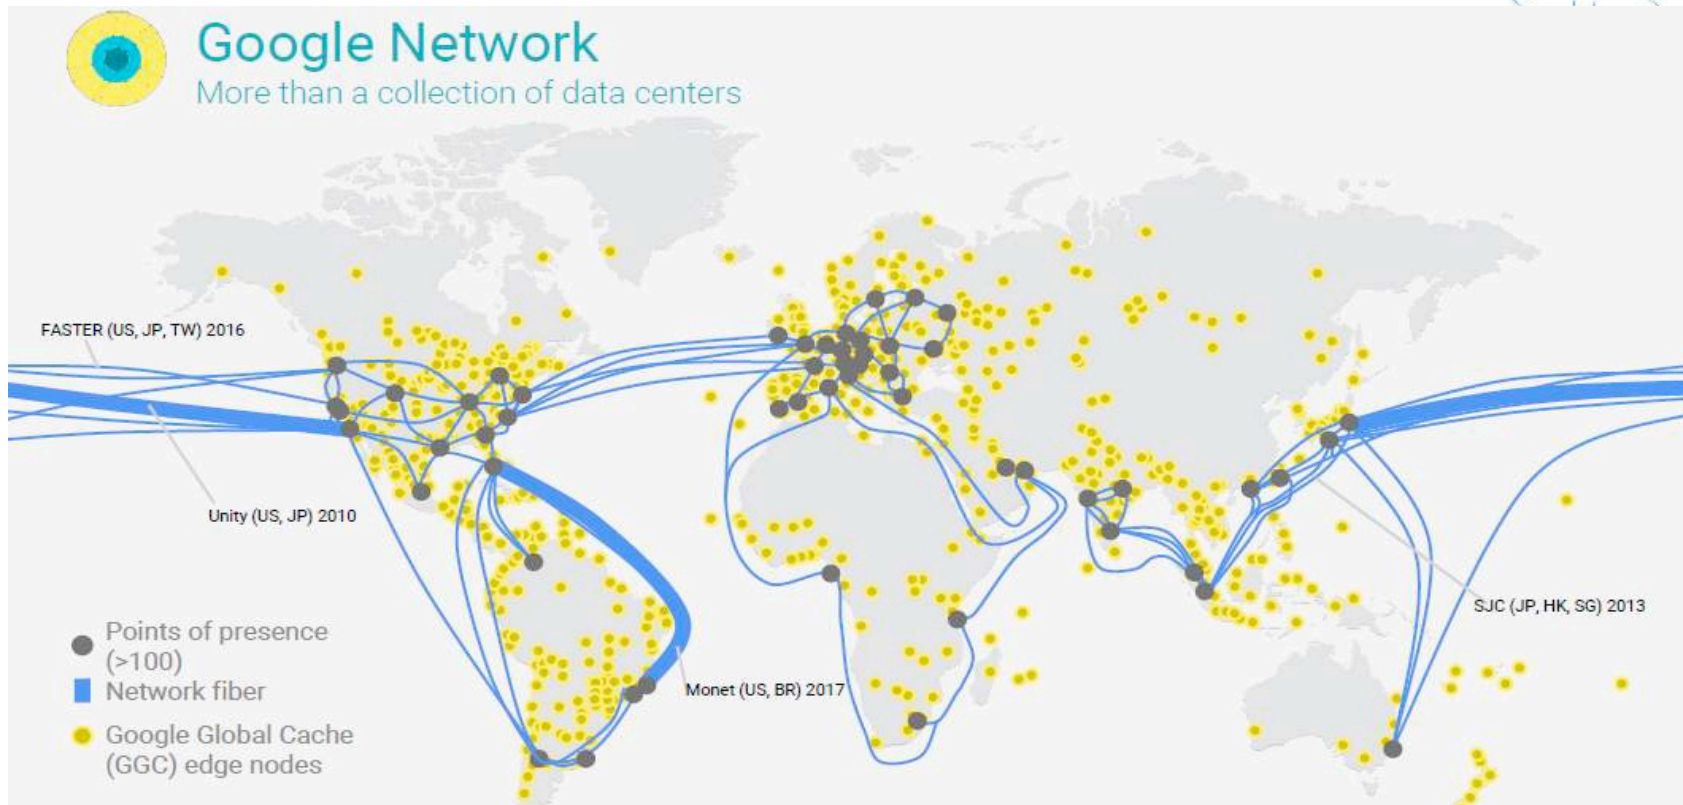 Google Network
More than a collection of data centers
FASTER (US, JP, TW) 2016
Unity (US, JP) 2010
SJC (JP, HK, SG) 2013
Monet (US, BR) 2017
Points of presence
(>100)
Network fiber
Google Global Cache
(GGC) edge nodes